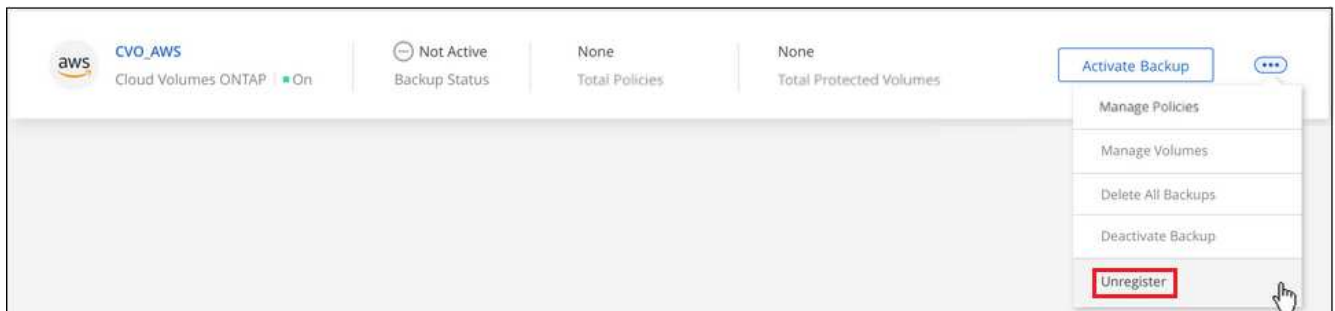 aws
CVO_AWS
Cloud Volumes ONTAP On
Not Active
Backup Status
None
Total Policies
None
Total Protected Volumes
Activate Backup
Manage Policies
Manage Volumes
Delete All Backups
Deactivate Backup
Unregister